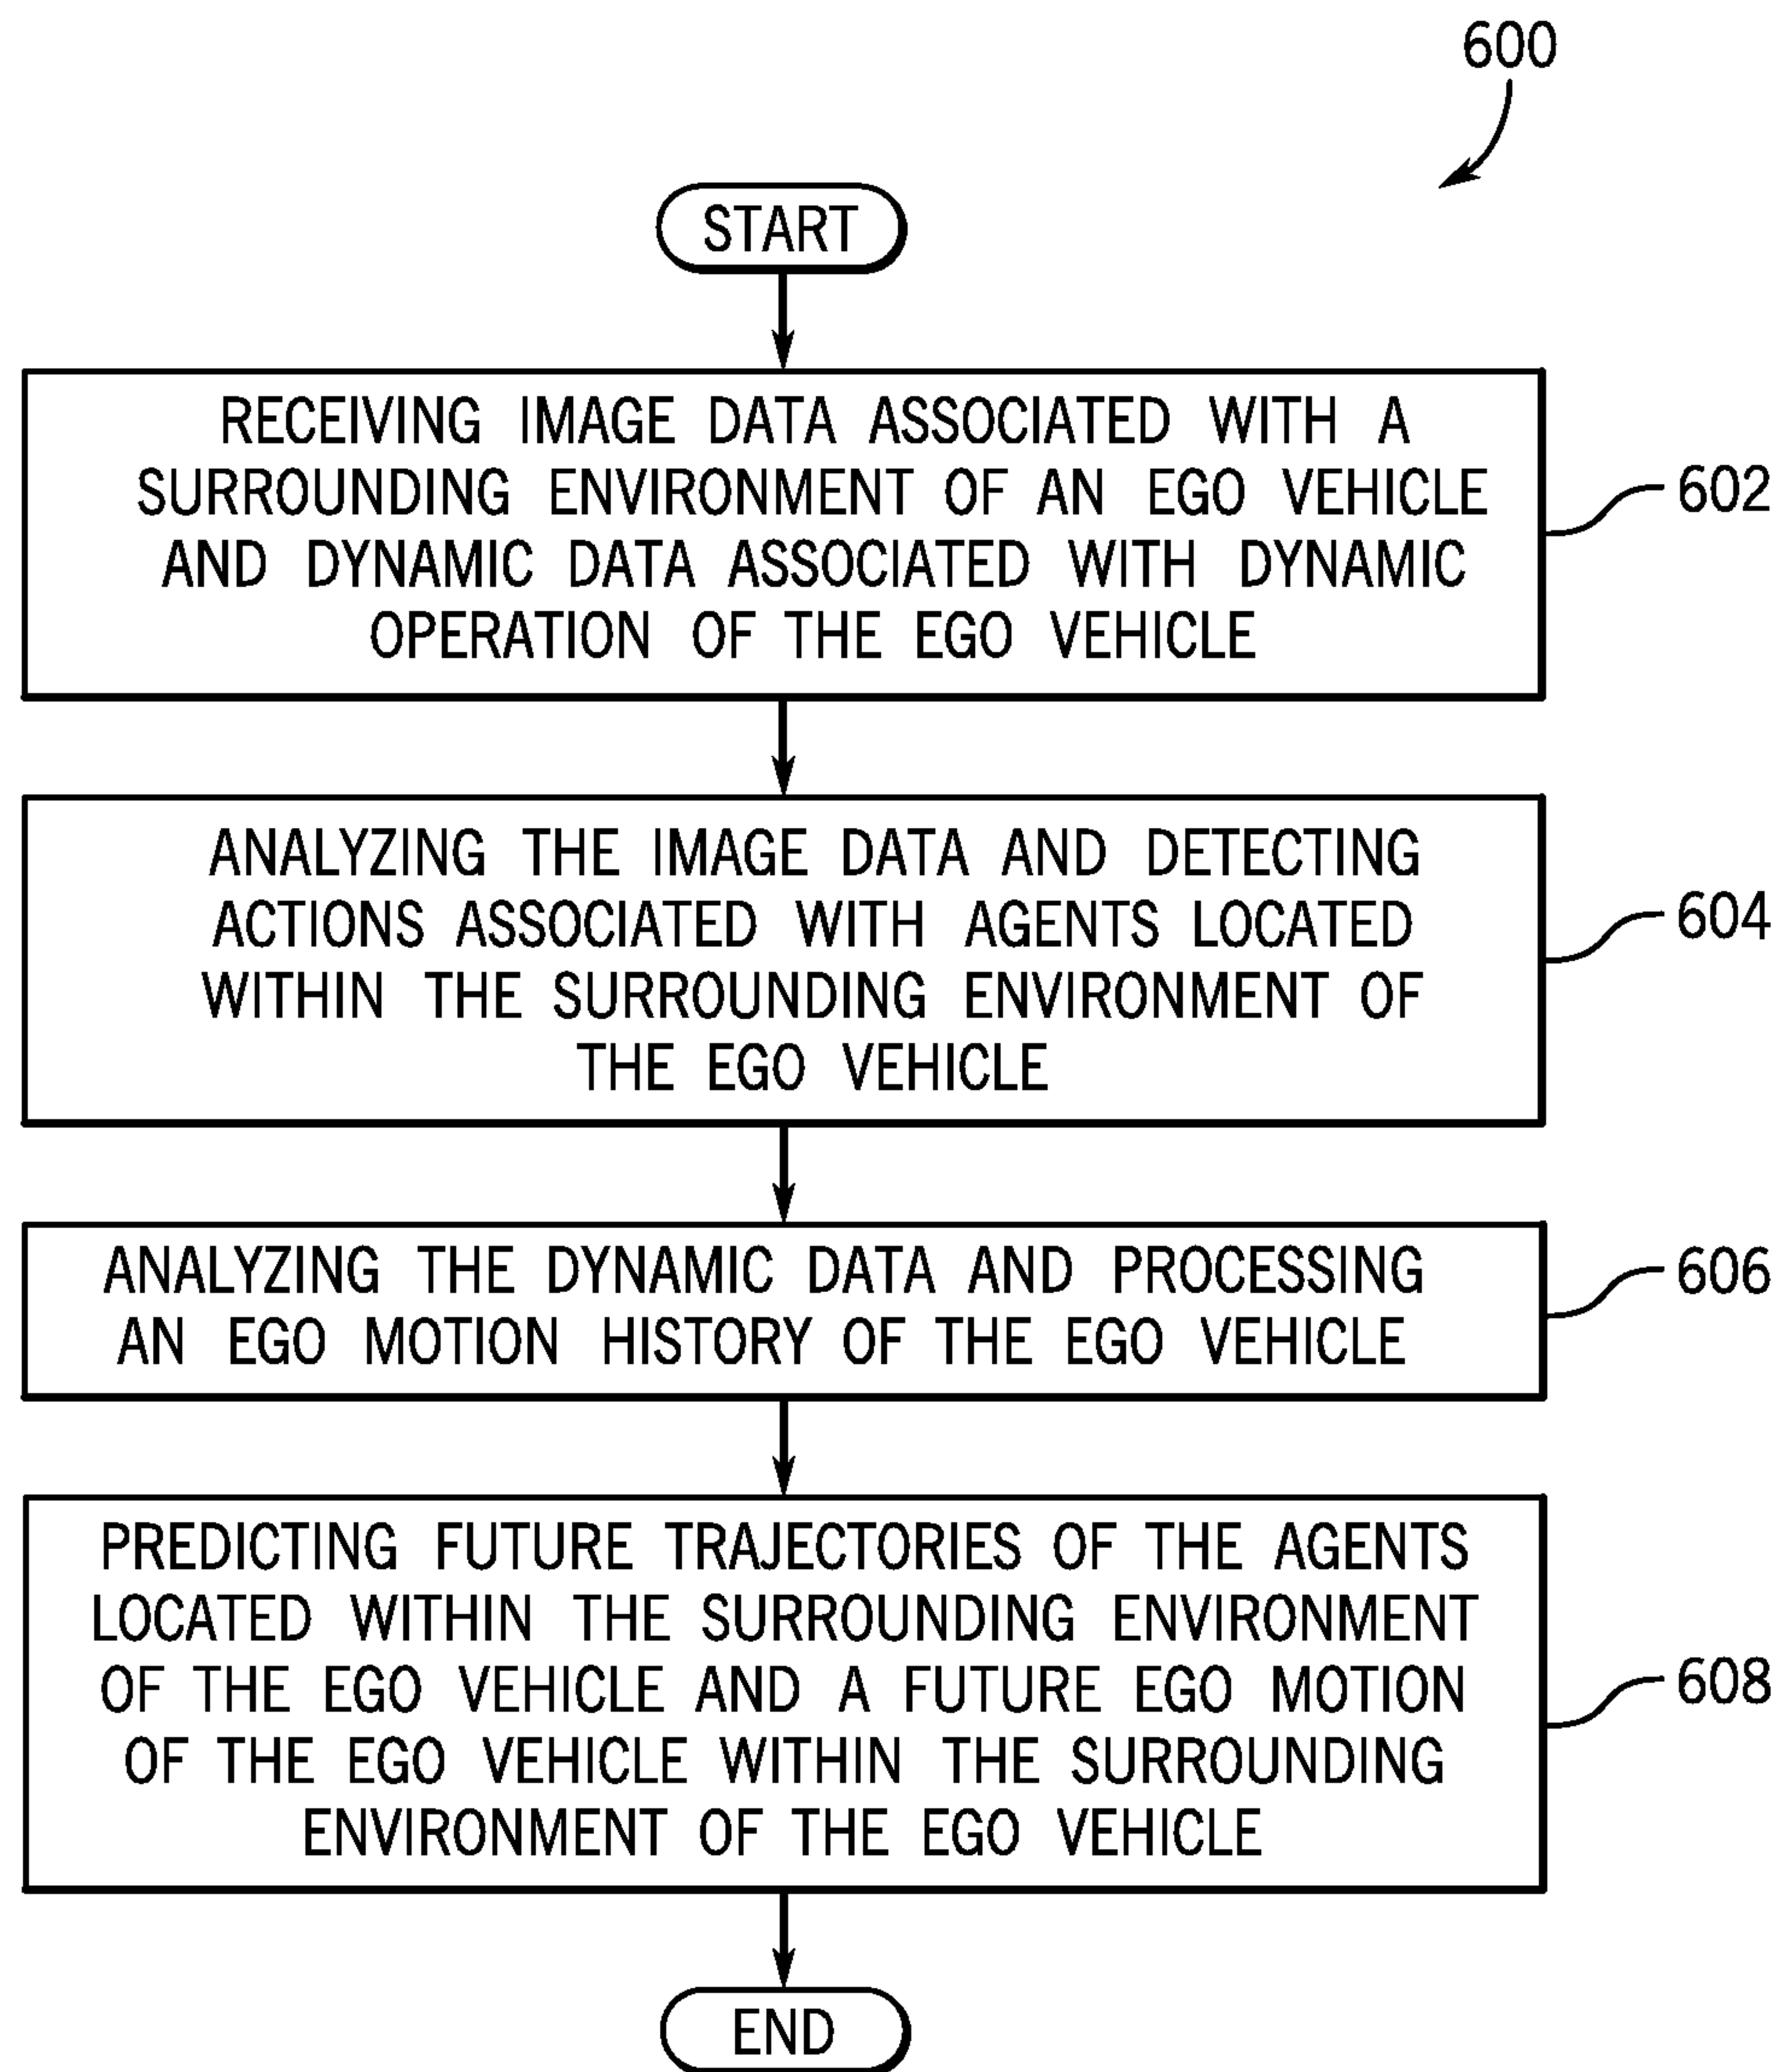 600
START
RECEIVING IMAGE DATA ASSOCIATED WITH A
SURROUNDING ENVIRONMENT OF AN EGO VEHICLE
AND DYNAMIC DATA ASSOCIATED WITH DYNAMIC
OPERATION OF THE EGO VEHICLE
602
ANALYZING THE IMAGE DATA AND DETECTING
ACTIONS ASSOCIATED WITH AGENTS LOCATED
WITHIN THE SURROUNDING ENVIRONMENT OF
THE EGO VEHICLE
604
ANALYZING THE DYNAMIC DATA AND PROCESSING
AN EGO MOTION HISTORY OF THE EGO VEHICLE
606
PREDICTING FUTURE TRAJECTORIES OF THE AGENTS
LOCATED WITHIN THE SURROUNDING ENVIRONMENT
OF THE EGO VEHICLE AND A FUTURE EGO MOTION
OF THE EGO VEHICLE WITHIN THE SURROUNDING
ENVIRONMENT OF THE EGO VEHICLE
608
END